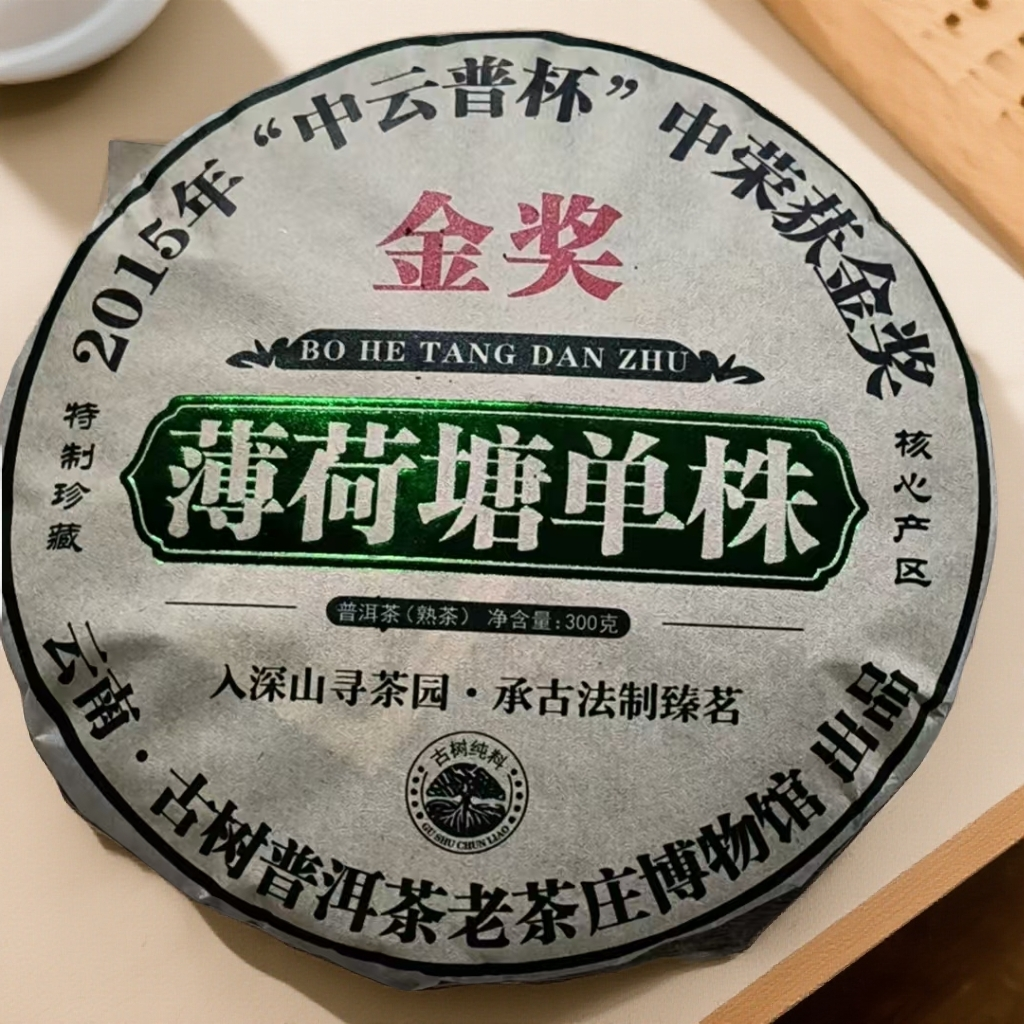 2015年“中云普杯”中荣获金奖
金奖
BO HE TANG DAN ZHU
特制珍藏
薄荷塘单株
核心产区
普洱茶(熟茶) 净含量:300克
入深山寻茶园·承古法制臻茗
古树纯料
GU SHU CHUN LIAO
云南·古树普洱茶老茶庄博物馆 出品